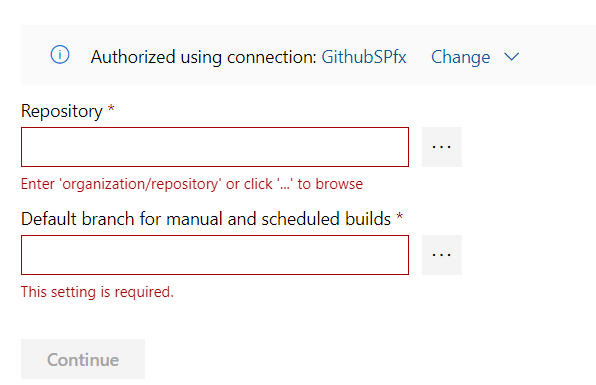 Authorized using connection: GithubSPfx Change
Repository *
...
Enter 'organization/repository' or click '...' to browse
Default branch for manual and scheduled builds *
...
This setting is required.
Continue